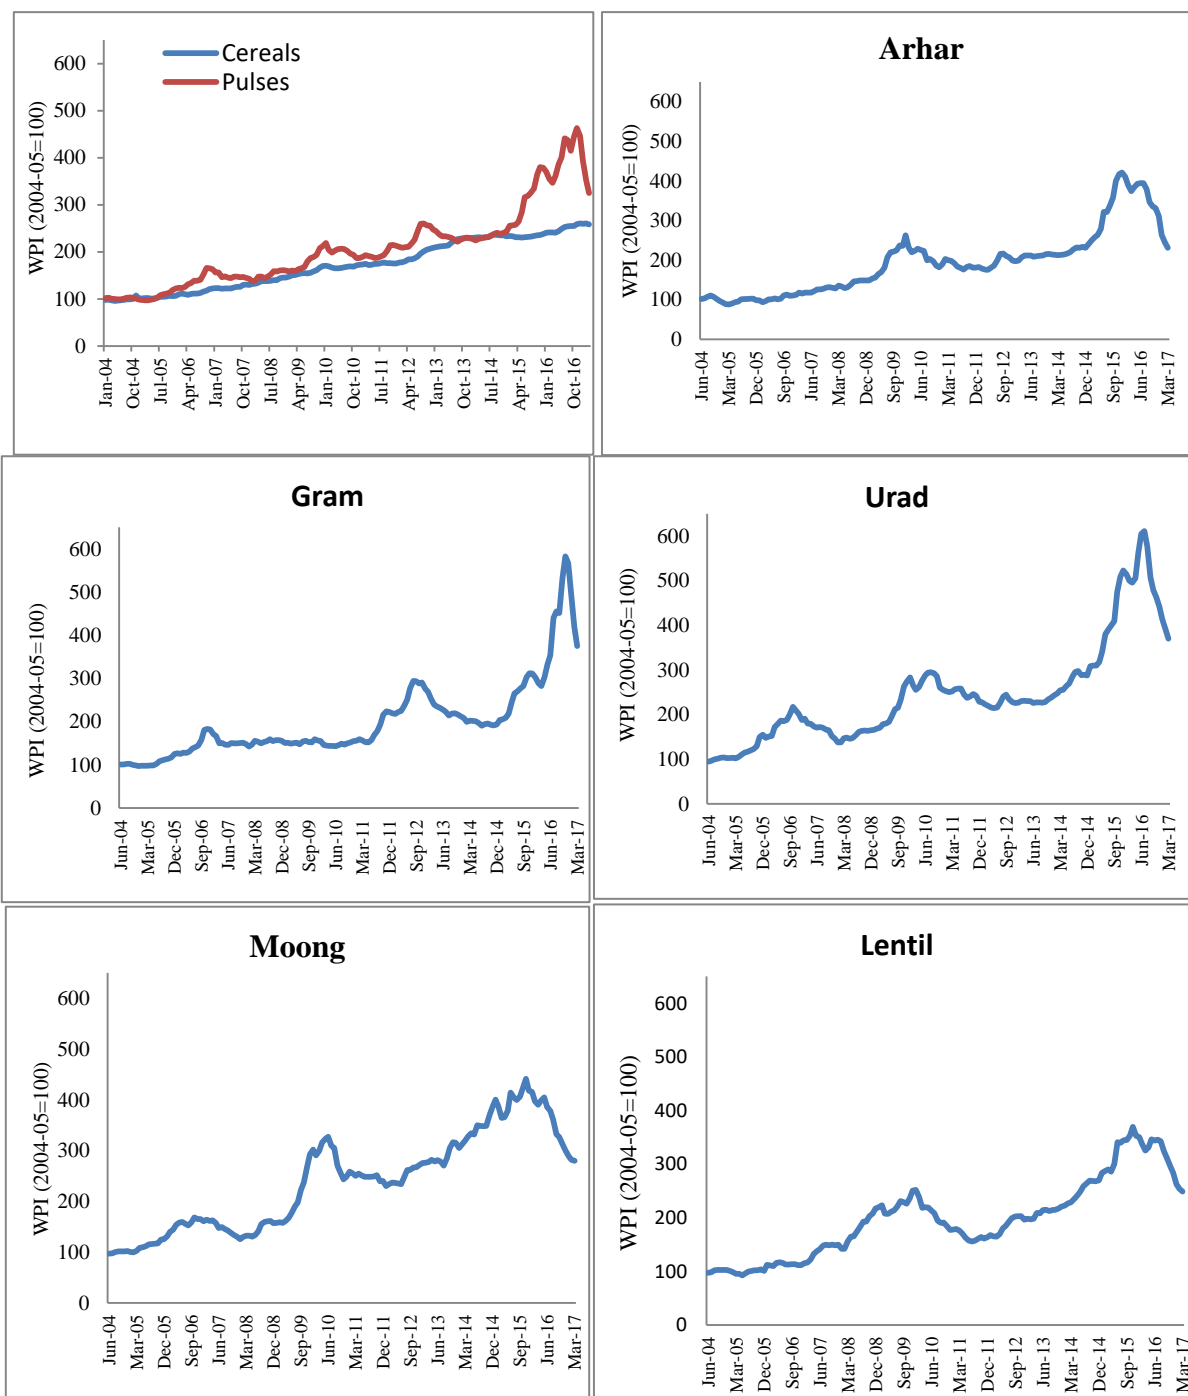 Cereals
Pulses
WPI (2004-05=100)
600
500
400
300
200
100
0
Jan-04
Oct-04
Jul-05
Apr-06
Jan-07
Oct-07
Jul-08
Apr-09
Jan-10
Oct-10
Jul-11
Apr-12
Jan-13
Oct-13
Jul-14
Apr-15
Jan-16
Oct-16
Arhar
WPI (2004-05=100)
600
500
400
300
200
100
0
Jun-04
Mar-05
Dec-05
Sep-06
Jun-07
Mar-08
Dec-08
Sep-09
Jun-10
Mar-11
Dec-11
Sep-12
Jun-13
Mar-14
Dec-14
Sep-15
Jun-16
Mar-17
Gram
WPI (2004-05=100)
600
500
400
300
200
100
0
Jun-04
Mar-05
Dec-05
Sep-06
Jun-07
Mar-08
Dec-08
Sep-09
Jun-10
Mar-11
Dec-11
Sep-12
Jun-13
Mar-14
Dec-14
Sep-15
Jun-16
Mar-17
Urad
WPI (2004-05=100)
600
500
400
300
200
100
0
Jun-04
Mar-05
Dec-05
Sep-06
Jun-07
Mar-08
Dec-08
Sep-09
Jun-10
Mar-11
Dec-11
Sep-12
Jun-13
Mar-14
Dec-14
Sep-15
Jun-16
Mar-17
Moong
WPI (2004-05=100)
600
500
400
300
200
100
0
Jun-04
Mar-05
Dec-05
Sep-06
Jun-07
Mar-08
Dec-08
Sep-09
Jun-10
Mar-11
Dec-11
Sep-12
Jun-13
Mar-14
Dec-14
Sep-15
Jun-16
Mar-17
Lentil
WPI (2004-05=100)
600
500
400
300
200
100
0
Jun-04
Mar-05
Dec-05
Sep-06
Jun-07
Mar-08
Dec-08
Sep-09
Jun-10
Mar-11
Dec-11
Sep-12
Jun-13
Mar-14
Dec-14
Sep-15
Jun-16
Mar-17